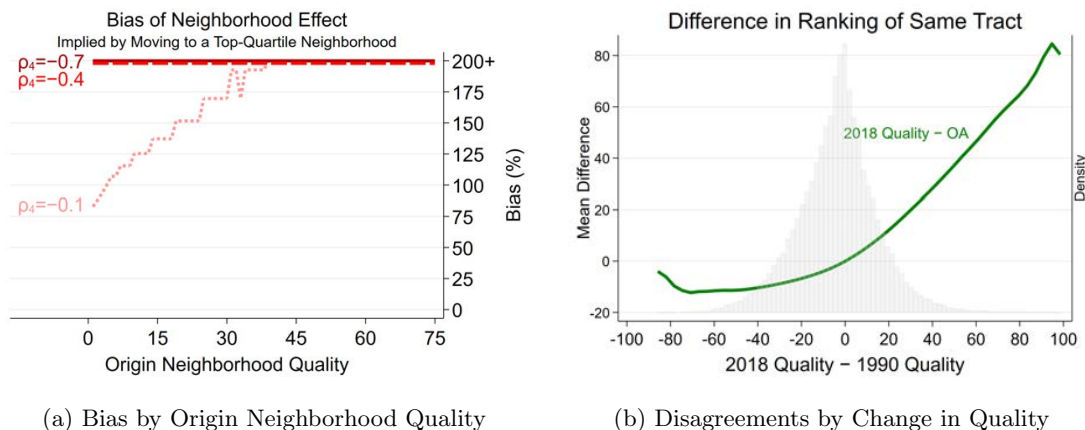 Bias of Neighborhood Effect
Implied by Moving to a Top-Quartile Neighborhood
ρ₄=−0.7
ρ₄=−0.4
ρ₄=−0.1
200+
175
150
125
100
75
50
25
0
Bias (%)
0 15 30 45 60 75
Origin Neighborhood Quality
(a) Bias by Origin Neighborhood Quality
Difference in Ranking of Same Tract
80
60
40
20
0
-20
Mean Difference
2018 Quality − OA
Density
-100 -80 -60 -40 -20 0 20 40 60 80 100
2018 Quality − 1990 Quality
(b) Disagreements by Change in Quality